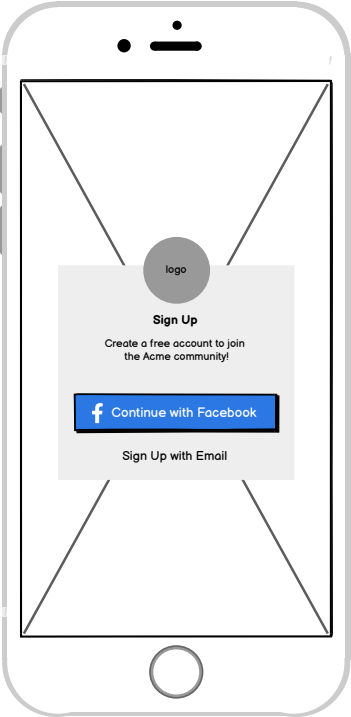 logo
Sign Up
Create a free account to join
the Acme community!
Continue with Facebook
Sign Up with Email